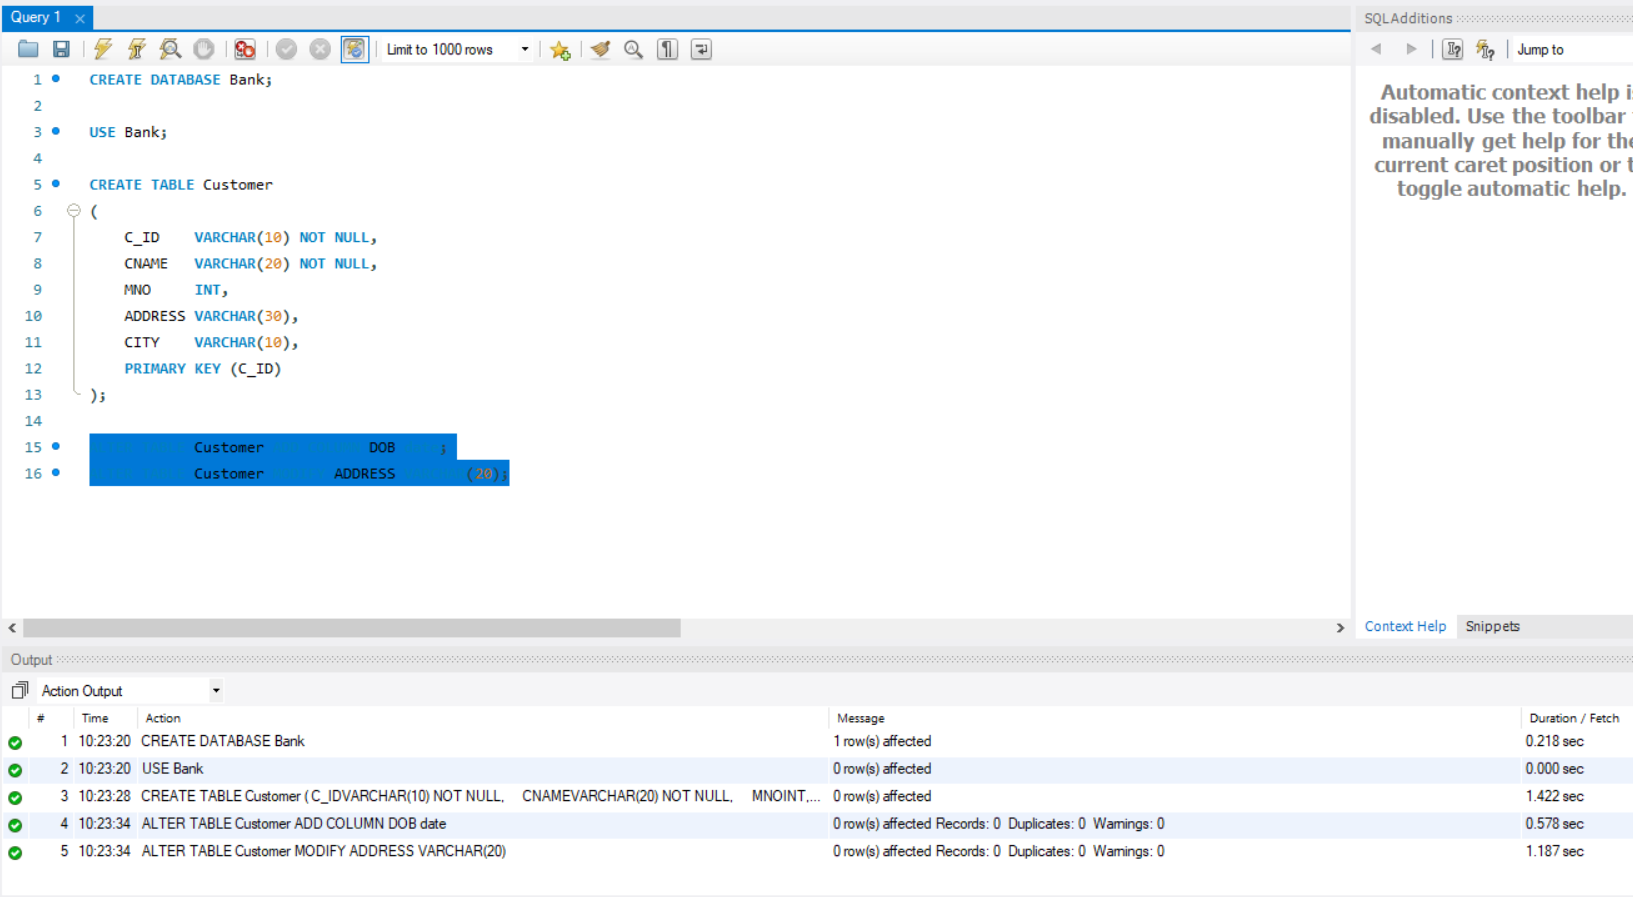 Query 1
SQLAdditions
Limit to 1000 rows
Jump to
1 CREATE DATABASE Bank;
2
3 USE Bank;
4
5 CREATE TABLE Customer
6 (
7 C_ID VARCHAR(10) NOT NULL,
8 CNAME VARCHAR(20) NOT NULL,
9 MNO INT,
10 ADDRESS VARCHAR(30),
11 CITY VARCHAR(10),
12 PRIMARY KEY (C_ID)
13 );
14
15 Customer DOB ;
16 Customer ADDRESS (20);
Automatic context help
disabled. Use the toolbar
manually get help for the
current caret position or
toggle automatic help.
Context Help Snippets
Output
Action Output
# Time Action Message Duration / Fetch
1 10:23:20 CREATE DATABASE Bank 1 row(s) affected 0.218 sec
2 10:23:20 USE Bank 0 row(s) affected 0.000 sec
3 10:23:28 CREATE TABLE Customer ( C_IDVARCHAR(10) NOT NULL, CNAMEVARCHAR(20) NOT NULL, MNOINT,... 0 row(s) affected 1.422 sec
4 10:23:34 ALTER TABLE Customer ADD COLUMN DOB date 0 row(s) affected Records: 0 Duplicates: 0 Warnings: 0 0.578 sec
5 10:23:34 ALTER TABLE Customer MODIFY ADDRESS VARCHAR(20) 0 row(s) affected Records: 0 Duplicates: 0 Warnings: 0 1.187 sec